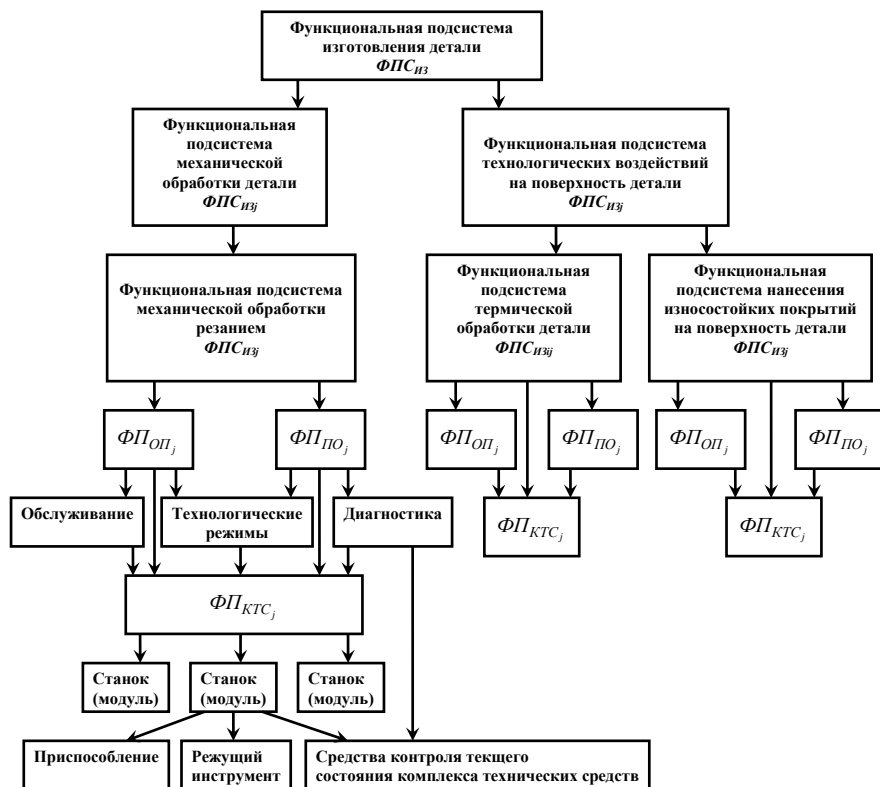 Функциональная подсистема
изготовления детали
ФПС_ИЗ
Функциональная
подсистема
механической
обработки детали
ФПС_ИЗj
Функциональная подсистема
технологических воздействий
на поверхность детали
ФПС_ИЗj
Функциональная подсистема
механической обработки
резанием
ФПС_ИЗj
Функциональная
подсистема
термической
обработки детали
ФПС_ИЗij
Функциональная
подсистема нанесения
износостойких покрытий
на поверхность детали
ФПС_ИЗj
ФП_ОП_j
ФП_ПО_j
ФП_ОП_j
ФП_ПО_j
ФП_ОП_j
ФП_ПО_j
Обслуживание
Технологические
режимы
Диагностика
ФП_КТС_j
ФП_КТС_j
ФП_КТС_j
Станок
(модуль)
Станок
(модуль)
Станок
(модуль)
Приспособление
Режущий
инструмент
Средства контроля текщего
состояния комплекса технических средств